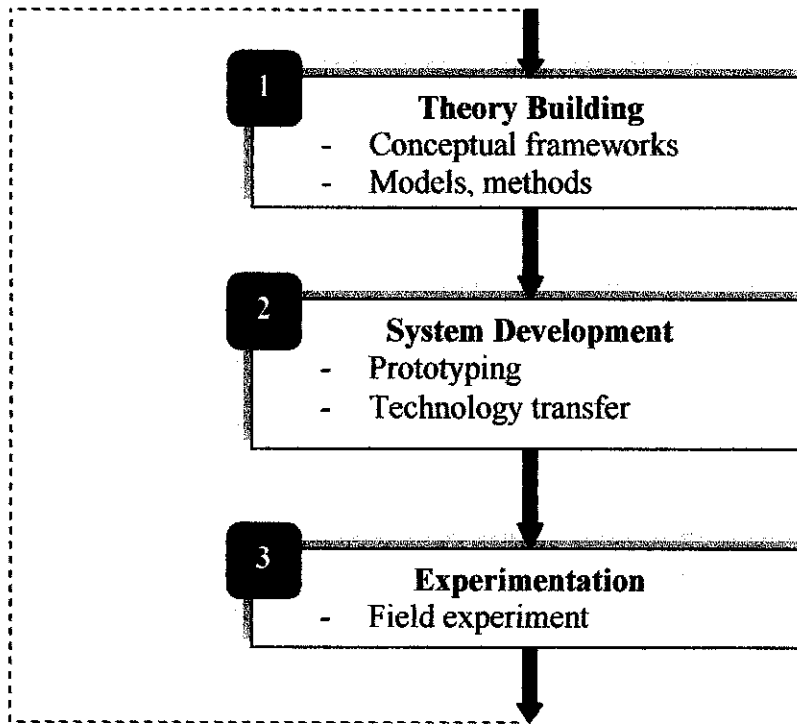 1
Theory Building
- Conceptual frameworks
- Models, methods
2
System Development
- Prototyping
- Technology transfer
3
Experimentation
- Field experiment